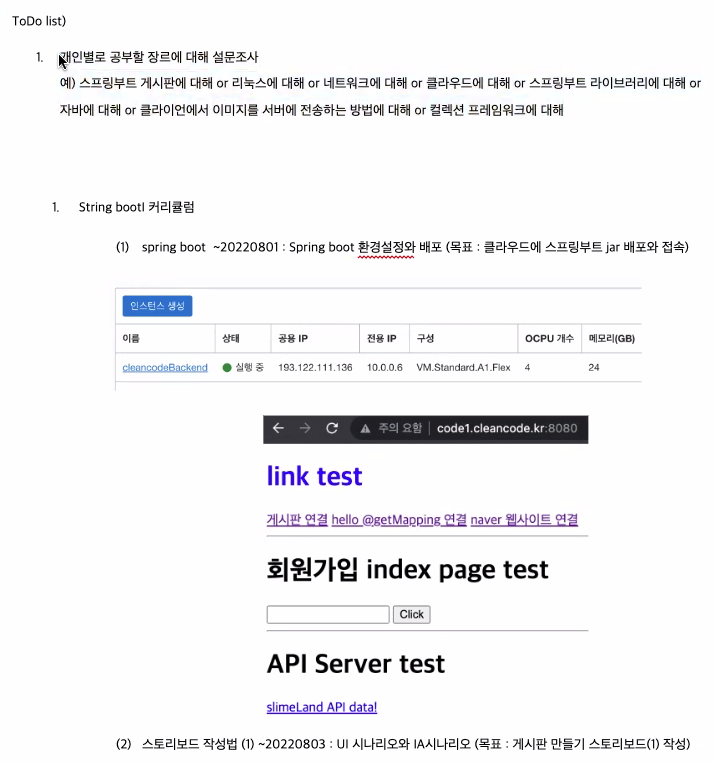 ToDo list)
1. 개인별로 공부할 장르에 대해 설문조사
예) 스프링부트 게시판에 대해 or 리눅스에 대해 or 네트워크에 대해 or 클라우드에 대해 or 스프링부트 라이브러리에 대해 or
자바에 대해 or 클라이언에서 이미지를 서버에 전송하는 방법에 대해 or 컬렉션 프레임워크에 대해
1. String bootl 커리큘럼
(1) spring boot ~20220801 : Spring boot 환경설정와 배포 (목표 : 클라우드에 스프링부트 jar 배포와 접속)
인스턴스 생성
이름 상태 공용 IP 전용 IP 구성 OCPU 개수 메모리(GB)
cleancodeBackend 실행 중 193.122.111.136 10.0.0.6 VM.Standard.A1.Flex 4 24
주의 요함 code1.cleancode.kr:8080
link test
게시판 연결 hello @getMapping 연결 naver 웹사이트 연결
회원가입 index page test
Click
API Server test
slimeLand API data!
(2) 스토리보드 작성법 (1) ~20220803 : UI 시나리오와 IA시나리오 (목표 : 게시판 만들기 스토리보드(1) 작성)